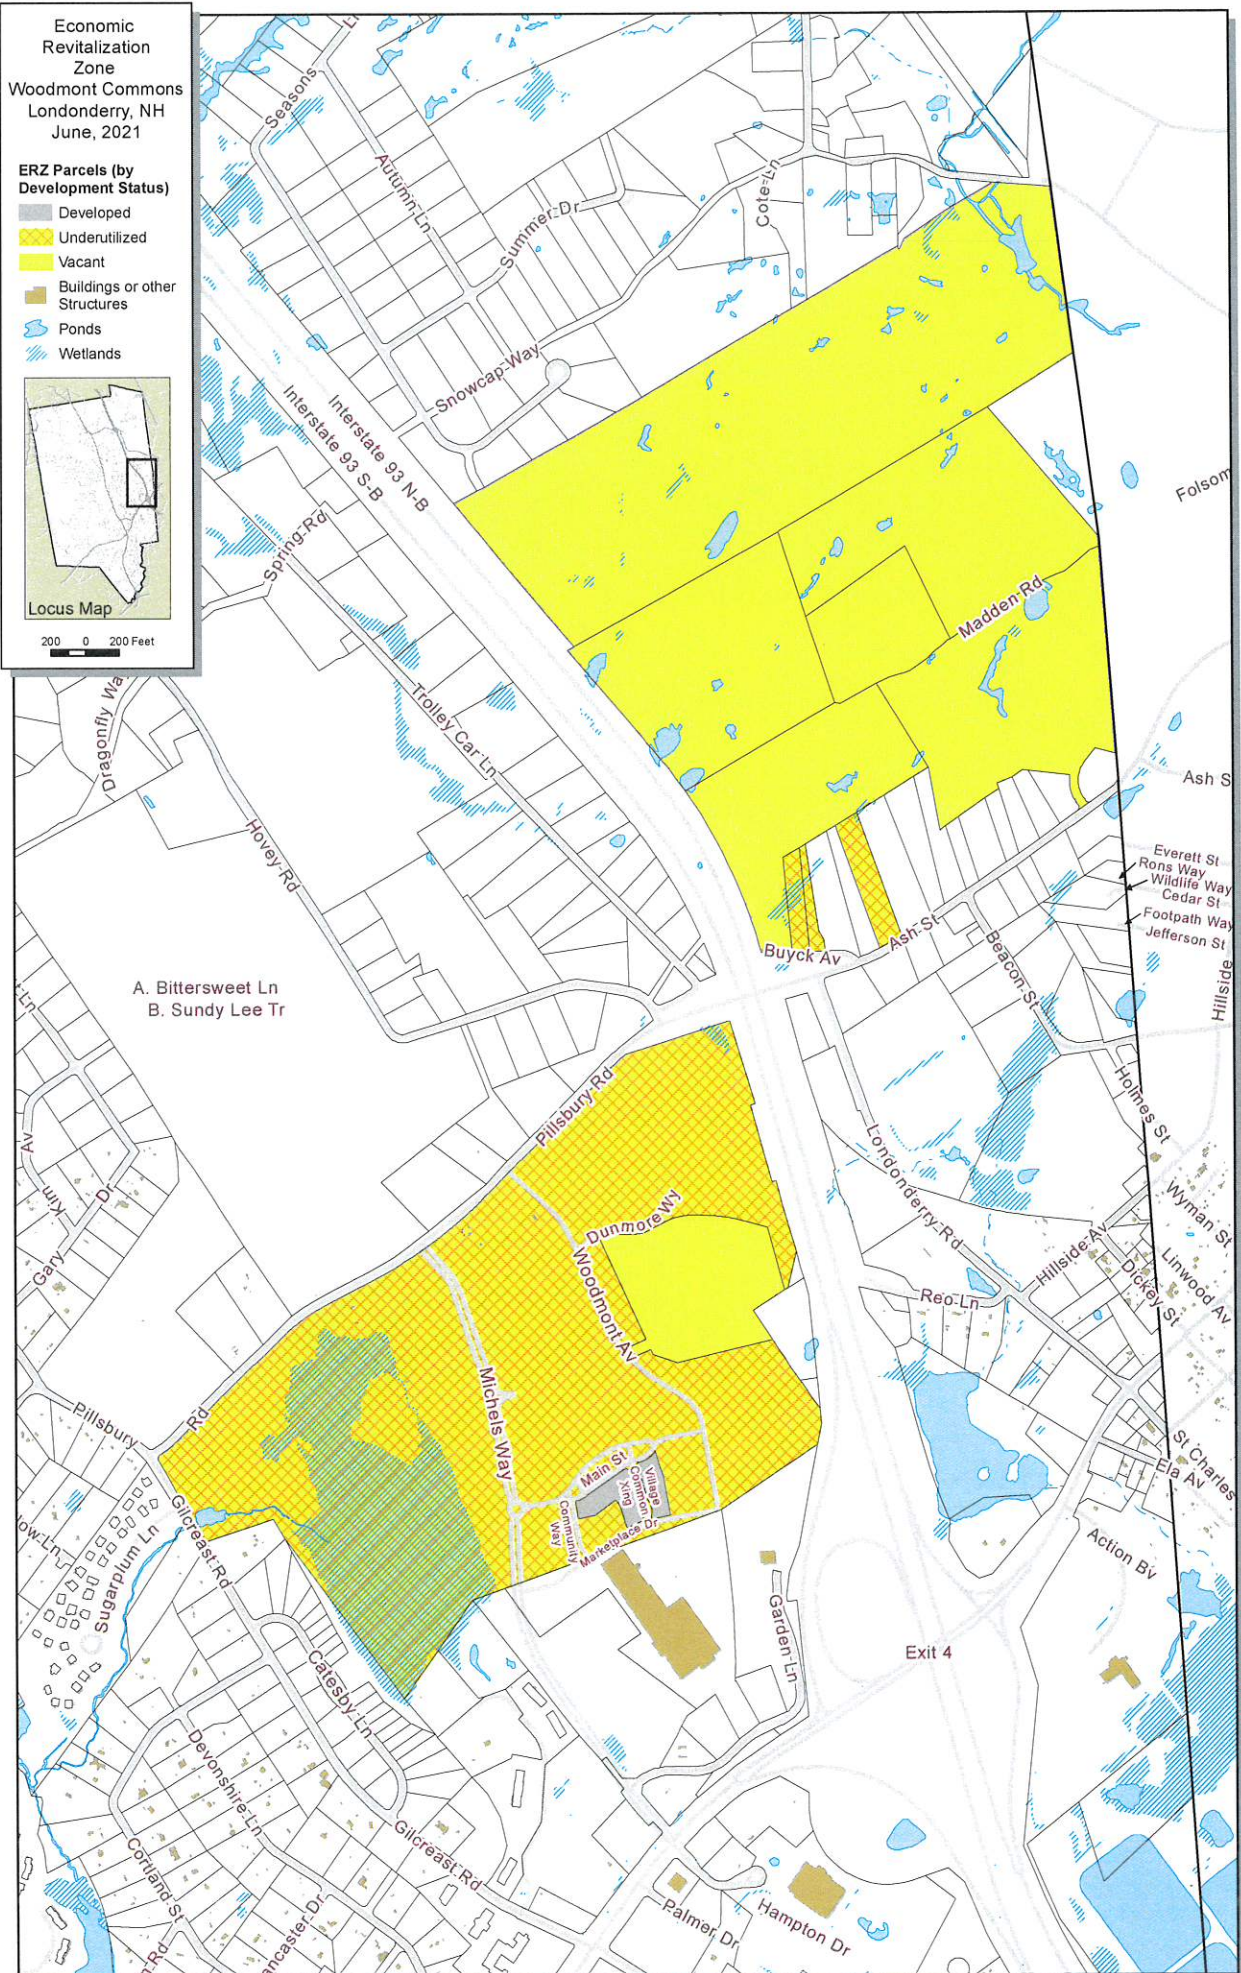 Economic
Revitalization
Zone
Woodmont Commons
Londonderry, NH
June, 2021
ERZ Parcels (by
Development Status)
Developed
Underutilized
Vacant
Buildings or other
Structures
Ponds
Wetlands
Locus Map
200 0 200 Feet
Seasons
Autumn Ln
Summer Dr
Cote Ln
Snowcap Way
Interstate 93 N-B
Interstate 93 S-B
Spring Rd
Folsom
Madden Rd
Trolley Car Ln
Dragonfly Wa
Hovey Rd
Ash S
Everett St
Rons Way
Wildlife Way
Cedar St
Footpath Way
Jefferson St
Hillside
Buyck Av
Ash St
Beacon St
A. Bittersweet Ln
B. Sundy Lee Tr
t Ln
Av
Kim
Gary
Dr
Pillsbury Rd
Holmes St
Londonderry Rd
Wyman St
Linwood Av
Hillside Av
Dickey St
Reo Ln
Dunmore Wy
Woodmont Av
Michels Way
Pillsbury
Rd
Main St
Village
Common
Xing
Community
Way
Marketplace Dr
St Charles
Ela Av
Action Bv
low Ln
Sugarplum Ln
Gilcreast Rd
Catesby Ln
Garden Ln
Exit 4
Devonshire Ln
Cortland St
Gilcreast Rd
ancaster Dr
n Rd
Palmer Dr
Hampton Dr